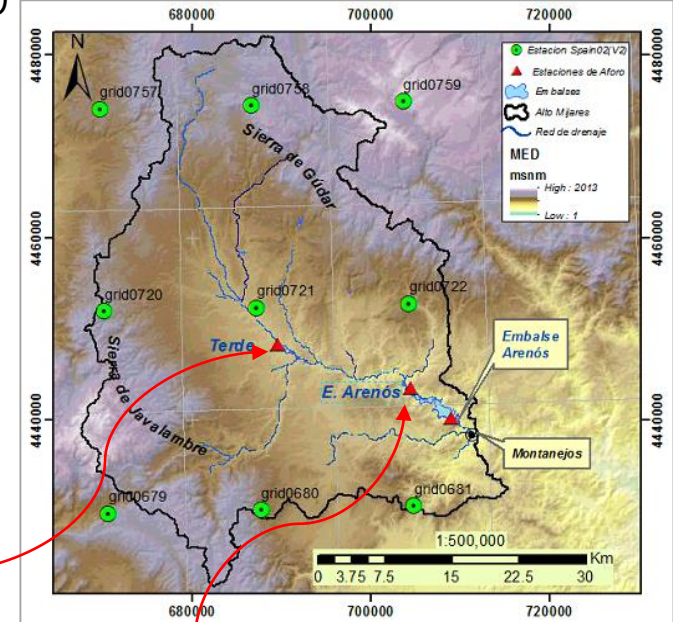 680000
700000
720000
4480000
4480000
N
Estacion Spain02(V2)
Estaciones de Aforo
Embalses
Alto Mijares
Red de drenaje
MED
msnm
High : 2013
Low : 1
grid0757
grid0758
grid0759
Sierra de Gúdar
4460000
4460000
grid0720
grid0721
grid0722
Terde
Embalse
Arenós
Sierra de Javalambre
E. Arenós
4440000
4440000
Montanejos
grid0679
grid0680
grid0681
1:500,000
Km
0 3.75 7.5 15 22.5 30
680000
700000
720000